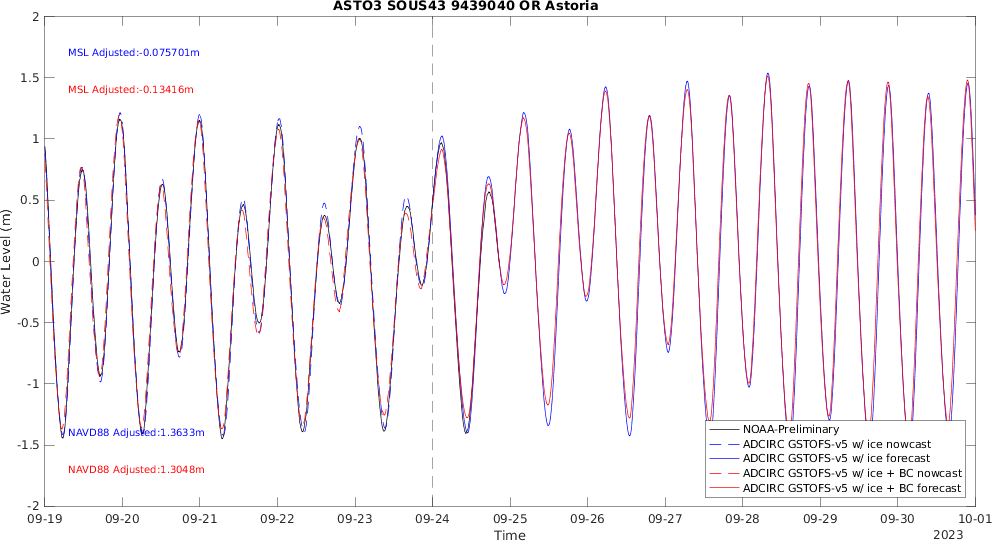 ASTO3 SOUS43 9439040 OR Astoria
2
1.5
1
0.5
0
-0.5
-1
-1.5
-2
Water Level (m)
MSL Adjusted:-0.075701m
MSL Adjusted:-0.13416m
NAVD88 Adjusted:1.3633m
NAVD88 Adjusted:1.3048m
NOAA-Preliminary
ADCIRC GSTOFS-v5 w/ ice nowcast
ADCIRC GSTOFS-v5 w/ ice forecast
ADCIRC GSTOFS-v5 w/ ice + BC nowcast
ADCIRC GSTOFS-v5 w/ ice + BC forecast
09-19 09-20 09-21 09-22 09-23 09-24 09-25 09-26 09-27 09-28 09-29 09-30 10-01
Time
2023